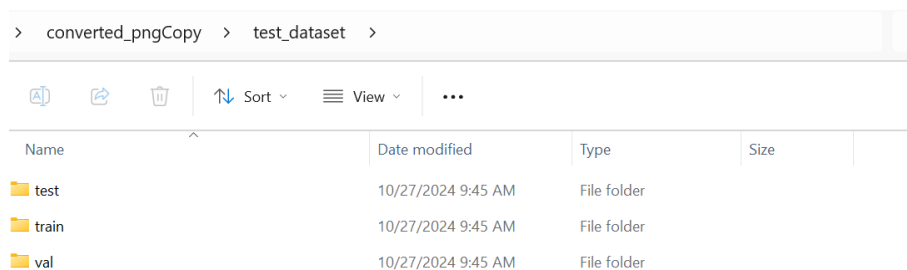 > converted_pngCopy > test_dataset >
Sort View •••
Name Date modified Type Size
test 10/27/2024 9:45 AM File folder
train 10/27/2024 9:45 AM File folder
val 10/27/2024 9:45 AM File folder